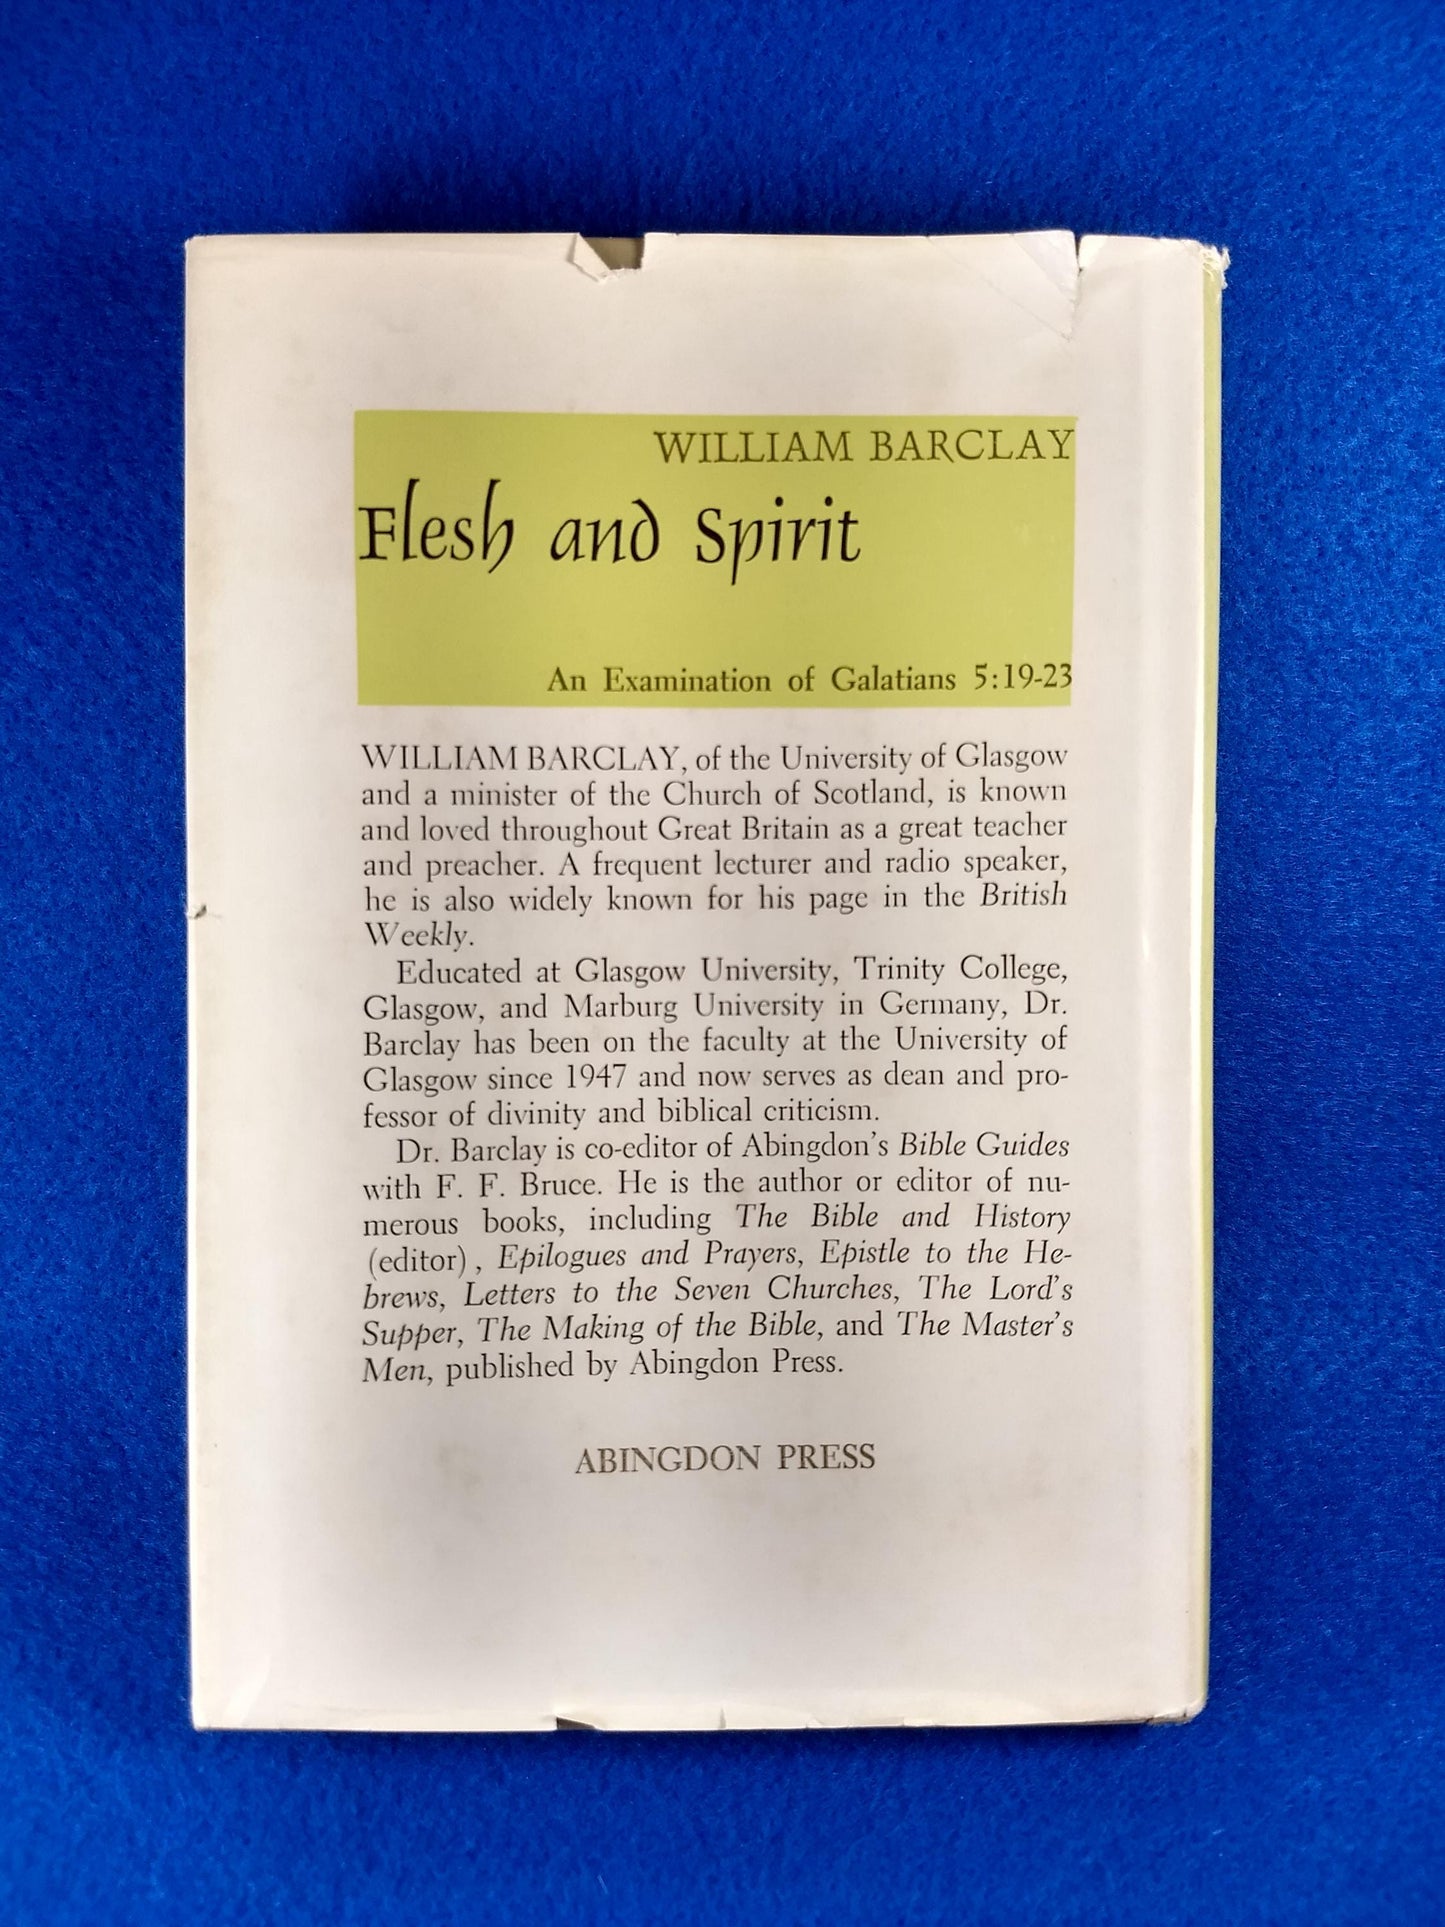 WILLIAM BARCLAY
Flesh and Spirit
An Examination of Galatians 5:19-23
WILLIAM BARCLAY, of the University of Glasgow
and a minister of the Church of Scotland, is known
and loved throughout Great Britain as a great teacher
and preacher. A frequent lecturer and radio speaker,
he is also widely known for his page in the British
Weekly.
Educated at Glasgow University, Trinity College,
Glasgow, and Marburg University in Germany, Dr.
Barclay has been on the faculty at the University of
Glasgow since 1947 and now serves as dean and pro-
fessor of divinity and biblical criticism.
Dr. Barclay is co-editor of Abingdon's Bible Guides
with F. F. Bruce. He is the author or editor of nu-
merous books, including The Bible and History
(editor), Epilogues and Prayers, Epistle to the He-
brews, Letters to the Seven Churches, The Lord's
Supper, The Making of the Bible, and The Master's
Men, published by Abingdon Press.
ABINGDON PRESS